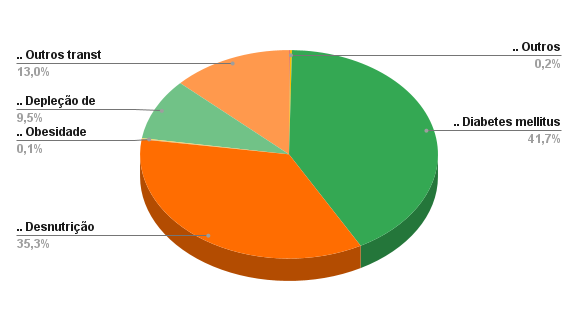 .. Outros transt
13,0%
.. Depleção de
9,5%
.. Obesidade
0,1%
.. Desnutrição
35,3%
.. Outros
0,2%
.. Diabetes mellitus
41,7%